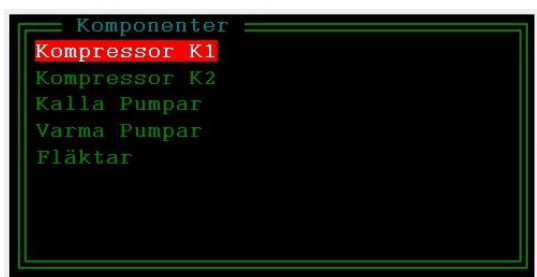 Komponenter
Kompressor K1
Kompressor K2
Kalla Pumpar
Varma Pumpar
Fläktar